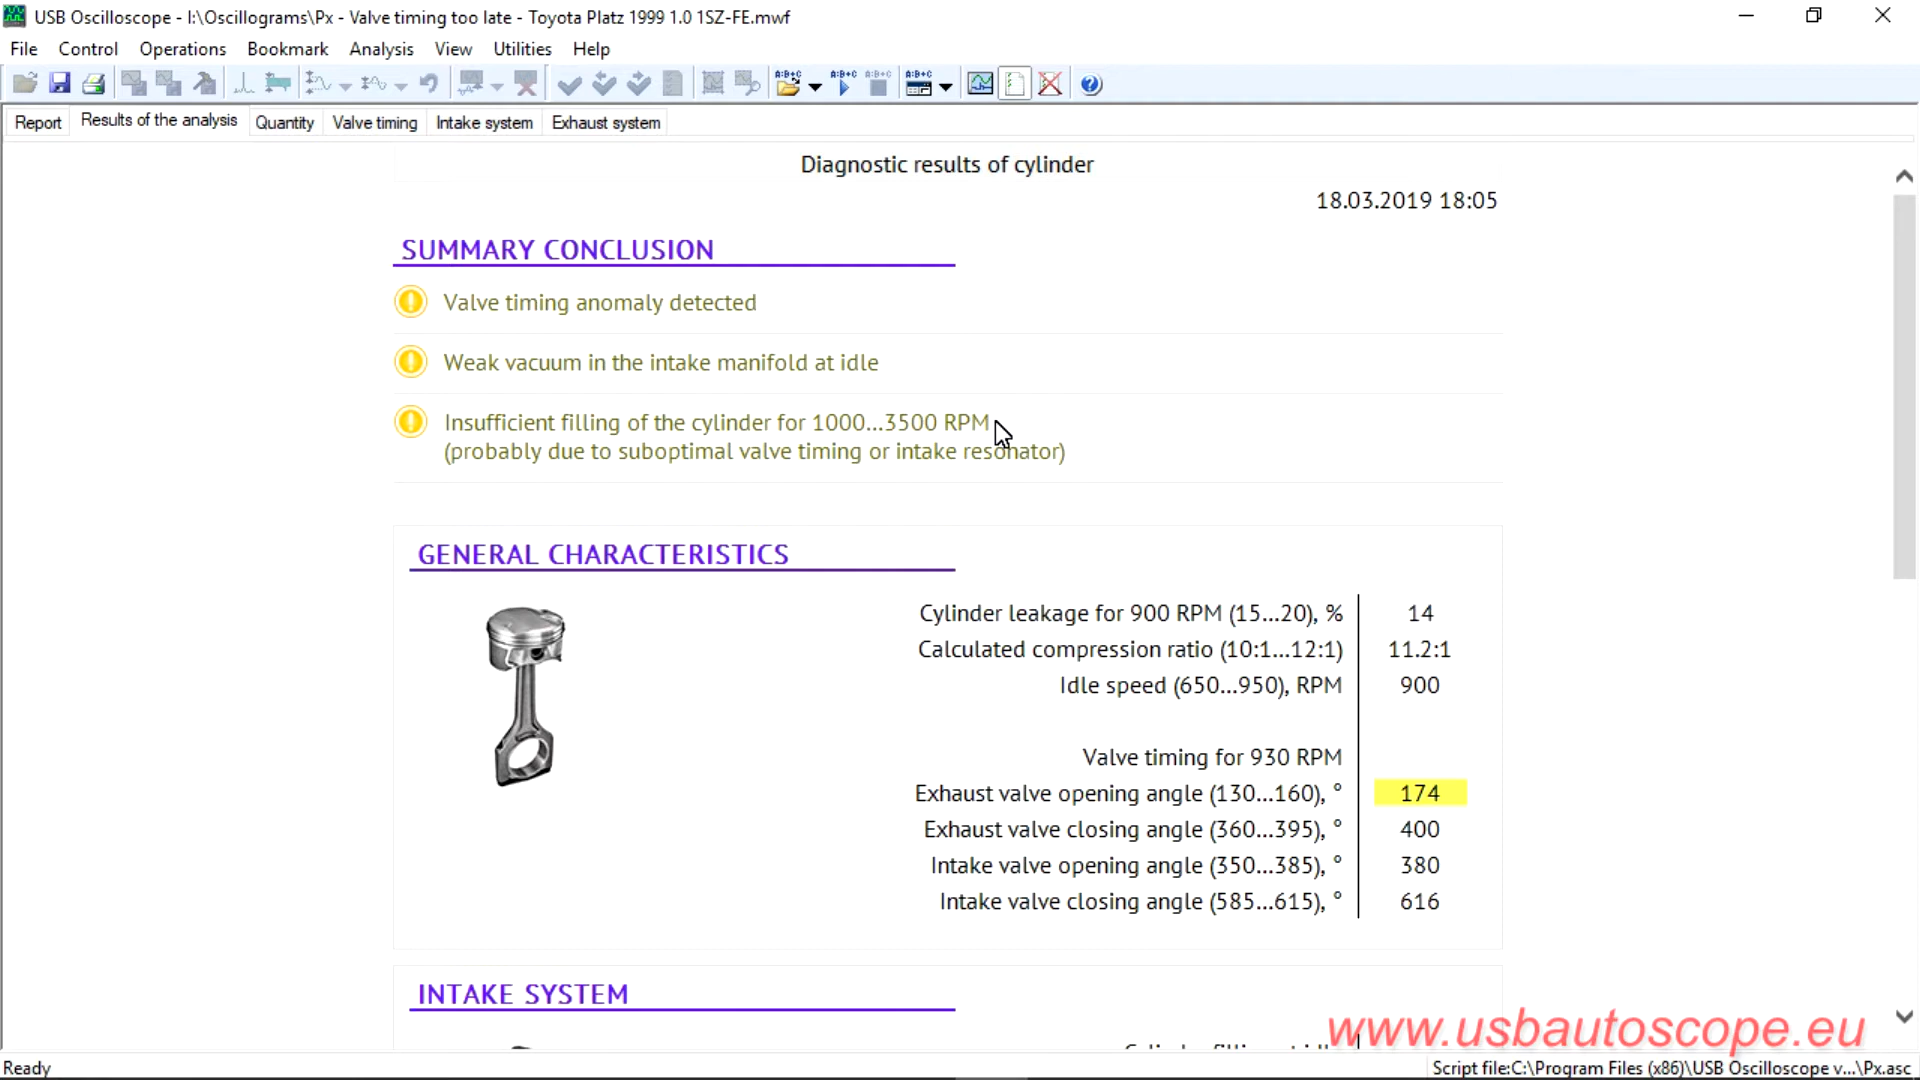 USB Oscilloscope - I:\Oscillograms\Px - Valve timing too late - Toyota Platz 1999 1.0 1SZ-FE.mwf
File Control Operations Bookmark Analysis View Utilities Help
A:B+C A:B+C A:B+C A:B+C
Report Results of the analysis Quantity Valve timing Intake system Exhaust system
Diagnostic results of cylinder
18.03.2019 18:05
SUMMARY CONCLUSION
Valve timing anomaly detected
Weak vacuum in the intake manifold at idle
Insufficient filling of the cylinder for 1000...3500 RPM
(probably due to suboptimal valve timing or intake resonator)
GENERAL CHARACTERISTICS
Cylinder leakage for 900 RPM (15...20), % 14
Calculated compression ratio (10:1...12:1) 11.2:1
Idle speed (650...950), RPM 900
Valve timing for 930 RPM
Exhaust valve opening angle (130...160), ° 174
Exhaust valve closing angle (360...395), ° 400
Intake valve opening angle (350...385), ° 380
Intake valve closing angle (585...615), ° 616
INTAKE SYSTEM
www.usbautoscope.eu
Ready Script file:C:\Program Files (x86)\USB Oscilloscope v...\Px.asc